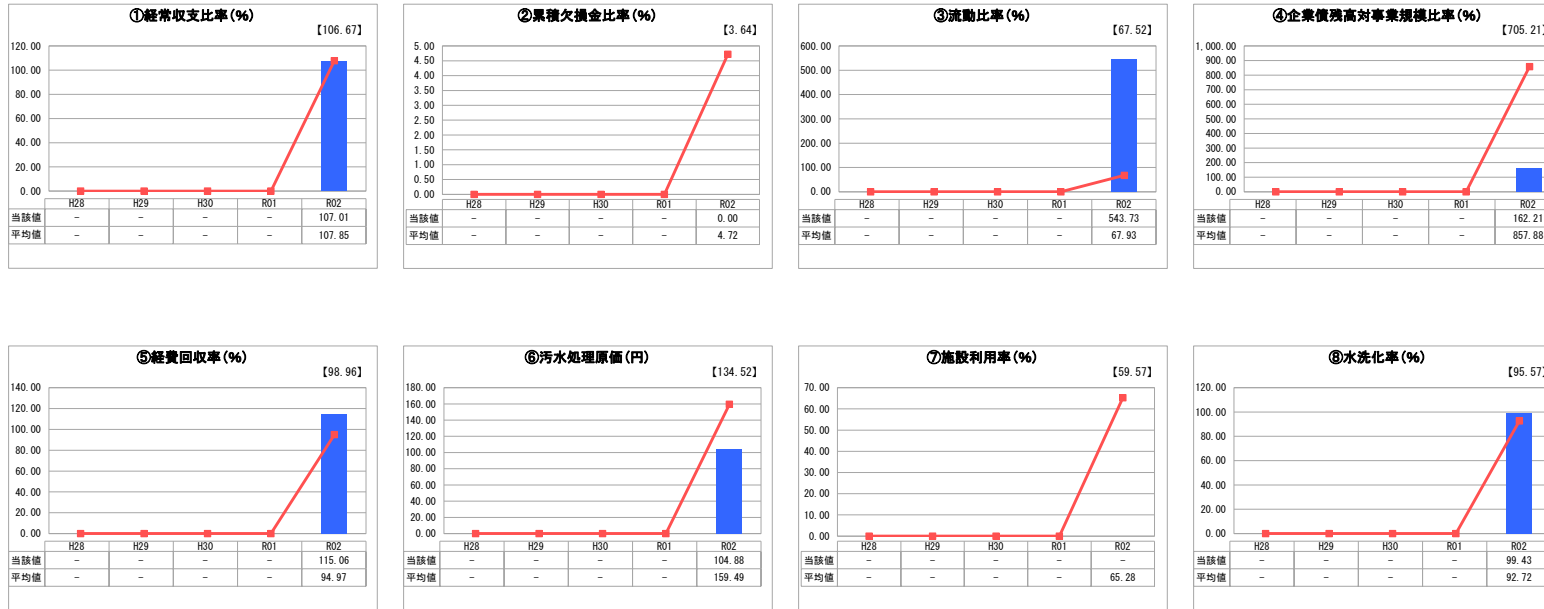 ①経常収支比率(%)
【106.67】
120.00
100.00
80.00
60.00
40.00
20.00
0.00
H28 H29 H30 R01 R02
当該値 - - - - 107.01
平均値 - - - - 107.85
②累積欠損金比率(%)
【3.64】
5.00
4.50
4.00
3.50
3.00
2.50
2.00
1.50
1.00
0.50
0.00
H28 H29 H30 R01 R02
当該値 - - - - 0.00
平均値 - - - - 4.72
③流動比率(%)
【67.52】
600.00
500.00
400.00
300.00
200.00
100.00
0.00
H28 H29 H30 R01 R02
当該値 - - - - 543.73
平均値 - - - - 67.93
④企業債残高対事業規模比率(%)
【705.21】
1,000.00
900.00
800.00
700.00
600.00
500.00
400.00
300.00
200.00
100.00
0.00
H28 H29 H30 R01 R02
当該値 - - - - 162.21
平均値 - - - - 857.88
⑤経費回収率(%)
【98.96】
140.00
120.00
100.00
80.00
60.00
40.00
20.00
0.00
H28 H29 H30 R01 R02
当該値 - - - - 115.06
平均値 - - - - 94.97
⑥汚水処理原価(円)
【134.52】
180.00
160.00
140.00
120.00
100.00
80.00
60.00
40.00
20.00
0.00
H28 H29 H30 R01 R02
当該値 - - - - 104.88
平均値 - - - - 159.49
⑦施設利用率(%)
【59.57】
70.00
60.00
50.00
40.00
30.00
20.00
10.00
0.00
H28 H29 H30 R01 R02
当該値 - - - - -
平均値 - - - - 65.28
⑧水洗化率(%)
【95.57】
120.00
100.00
80.00
60.00
40.00
20.00
0.00
H28 H29 H30 R01 R02
当該値 - - - - 99.43
平均値 - - - - 92.72